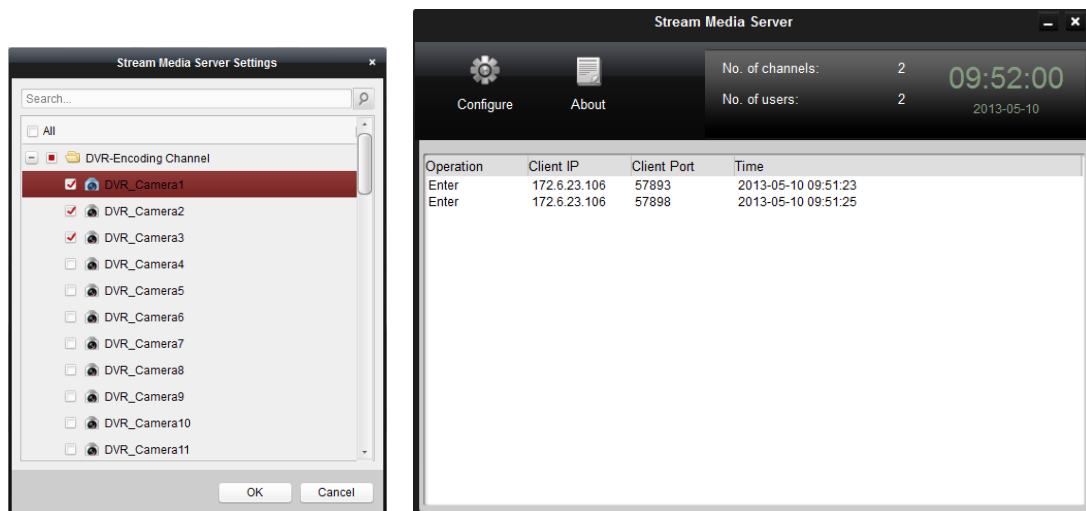 Stream Media Server Settings
Search...
All
DVR-Encoding Channel
DVR_Camera1
DVR_Camera2
DVR_Camera3
DVR_Camera4
DVR_Camera5
DVR_Camera6
DVR_Camera7
DVR_Camera8
DVR_Camera9
DVR_Camera10
DVR_Camera11
OK Cancel
Stream Media Server
Configure About
No. of channels: 2
No. of users: 2
09:52:00
2013-05-10
Operation Client IP Client Port Time
Enter 172.6.23.106 57893 2013-05-10 09:51:23
Enter 172.6.23.106 57898 2013-05-10 09:51:25